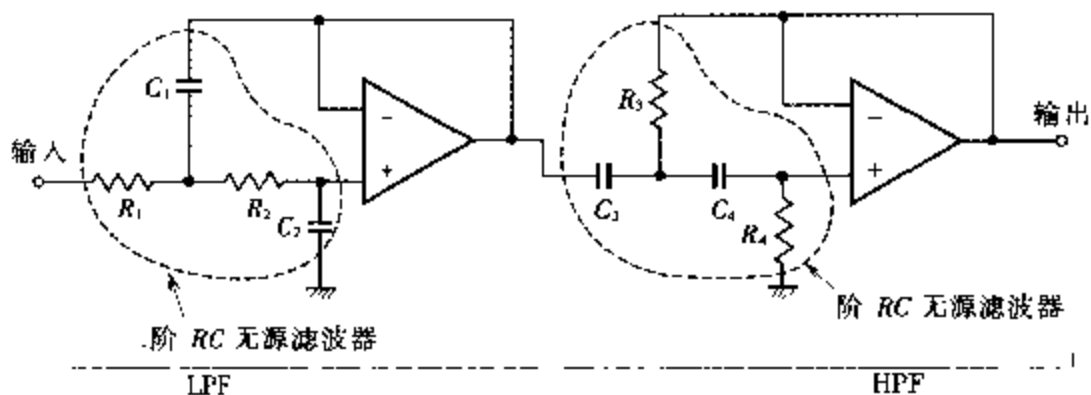 C₁
R₃
输入
−
+
−
+
输出
R₁
R₂
C₂
C₃
C₄
R₄
阶 RC 无源滤波器
阶 RC 无源滤波器
LPF
HPF